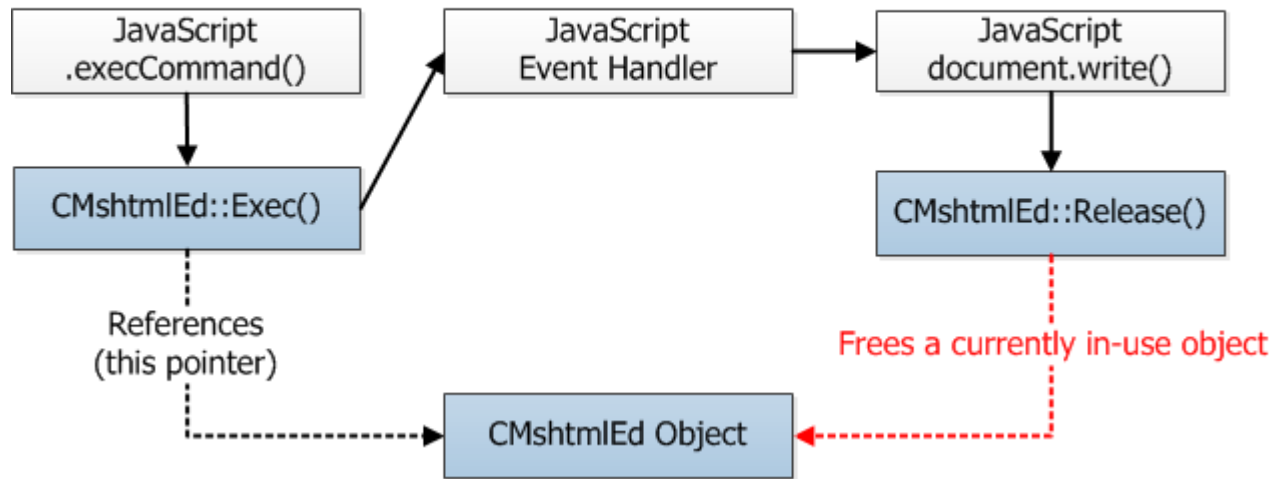 JavaScript
.execCommand()
JavaScript
Event Handler
JavaScript
document.write()
CMshtmlEd::Exec()
CMshtmlEd::Release()
References
(this pointer)
Frees a currently in-use object
CMshtmlEd Object